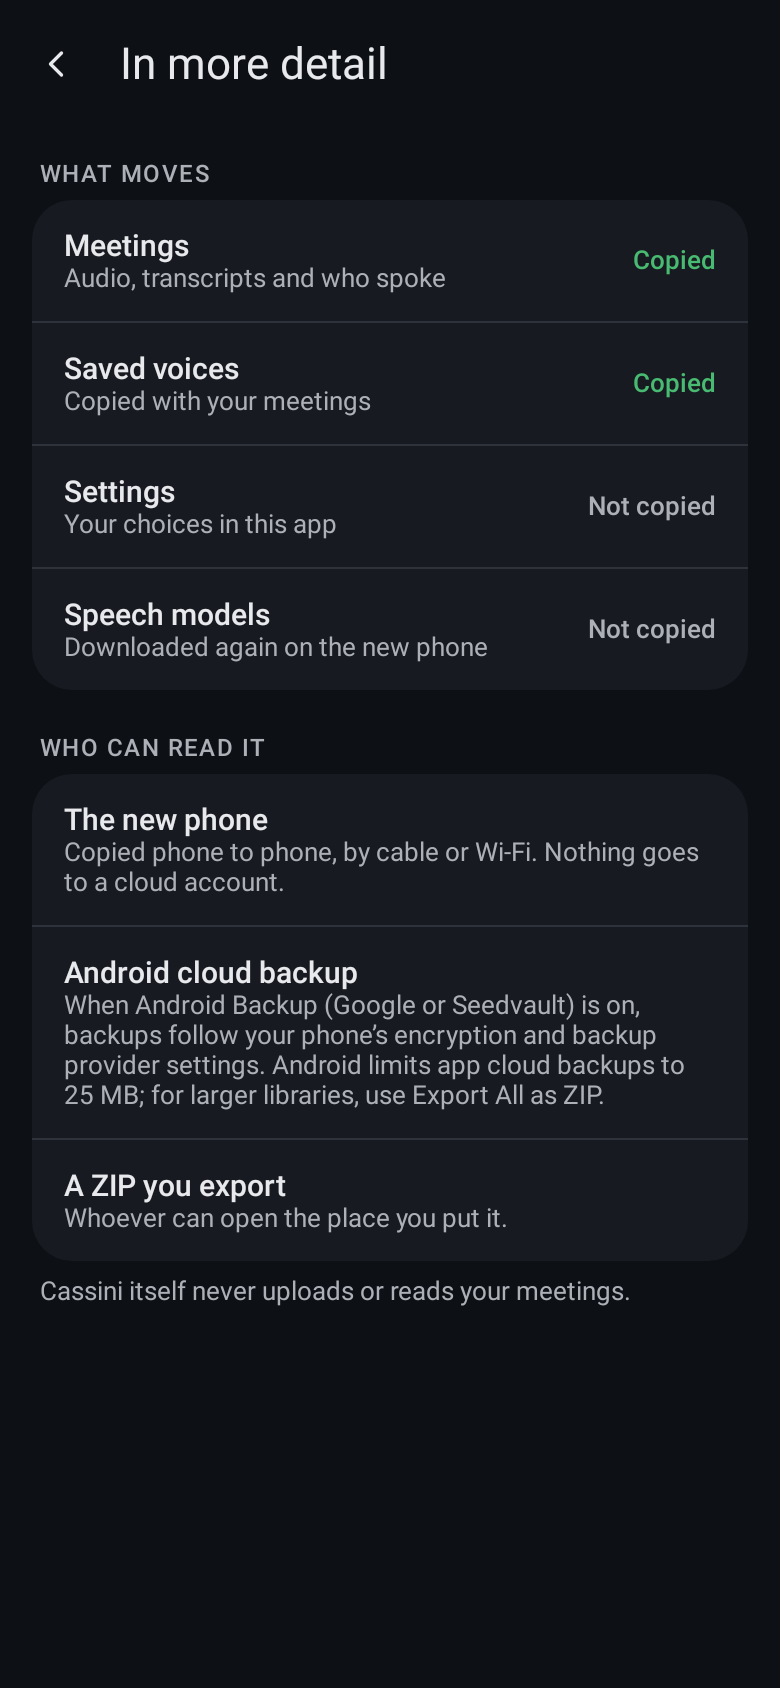 In more detail
WHAT MOVES
Meetings
Audio, transcripts and who spoke
Copied
Saved voices
Copied with your meetings
Copied
Settings
Your choices in this app
Not copied
Speech models
Downloaded again on the new phone
Not copied
WHO CAN READ IT
The new phone
Copied phone to phone, by cable or Wi-Fi. Nothing goes
to a cloud account.
Android cloud backup
When Android Backup (Google or Seedvault) is on,
backups follow your phone’s encryption and backup
provider settings. Android limits app cloud backups to
25 MB; for larger libraries, use Export All as ZIP.
A ZIP you export
Whoever can open the place you put it.
Cassini itself never uploads or reads your meetings.